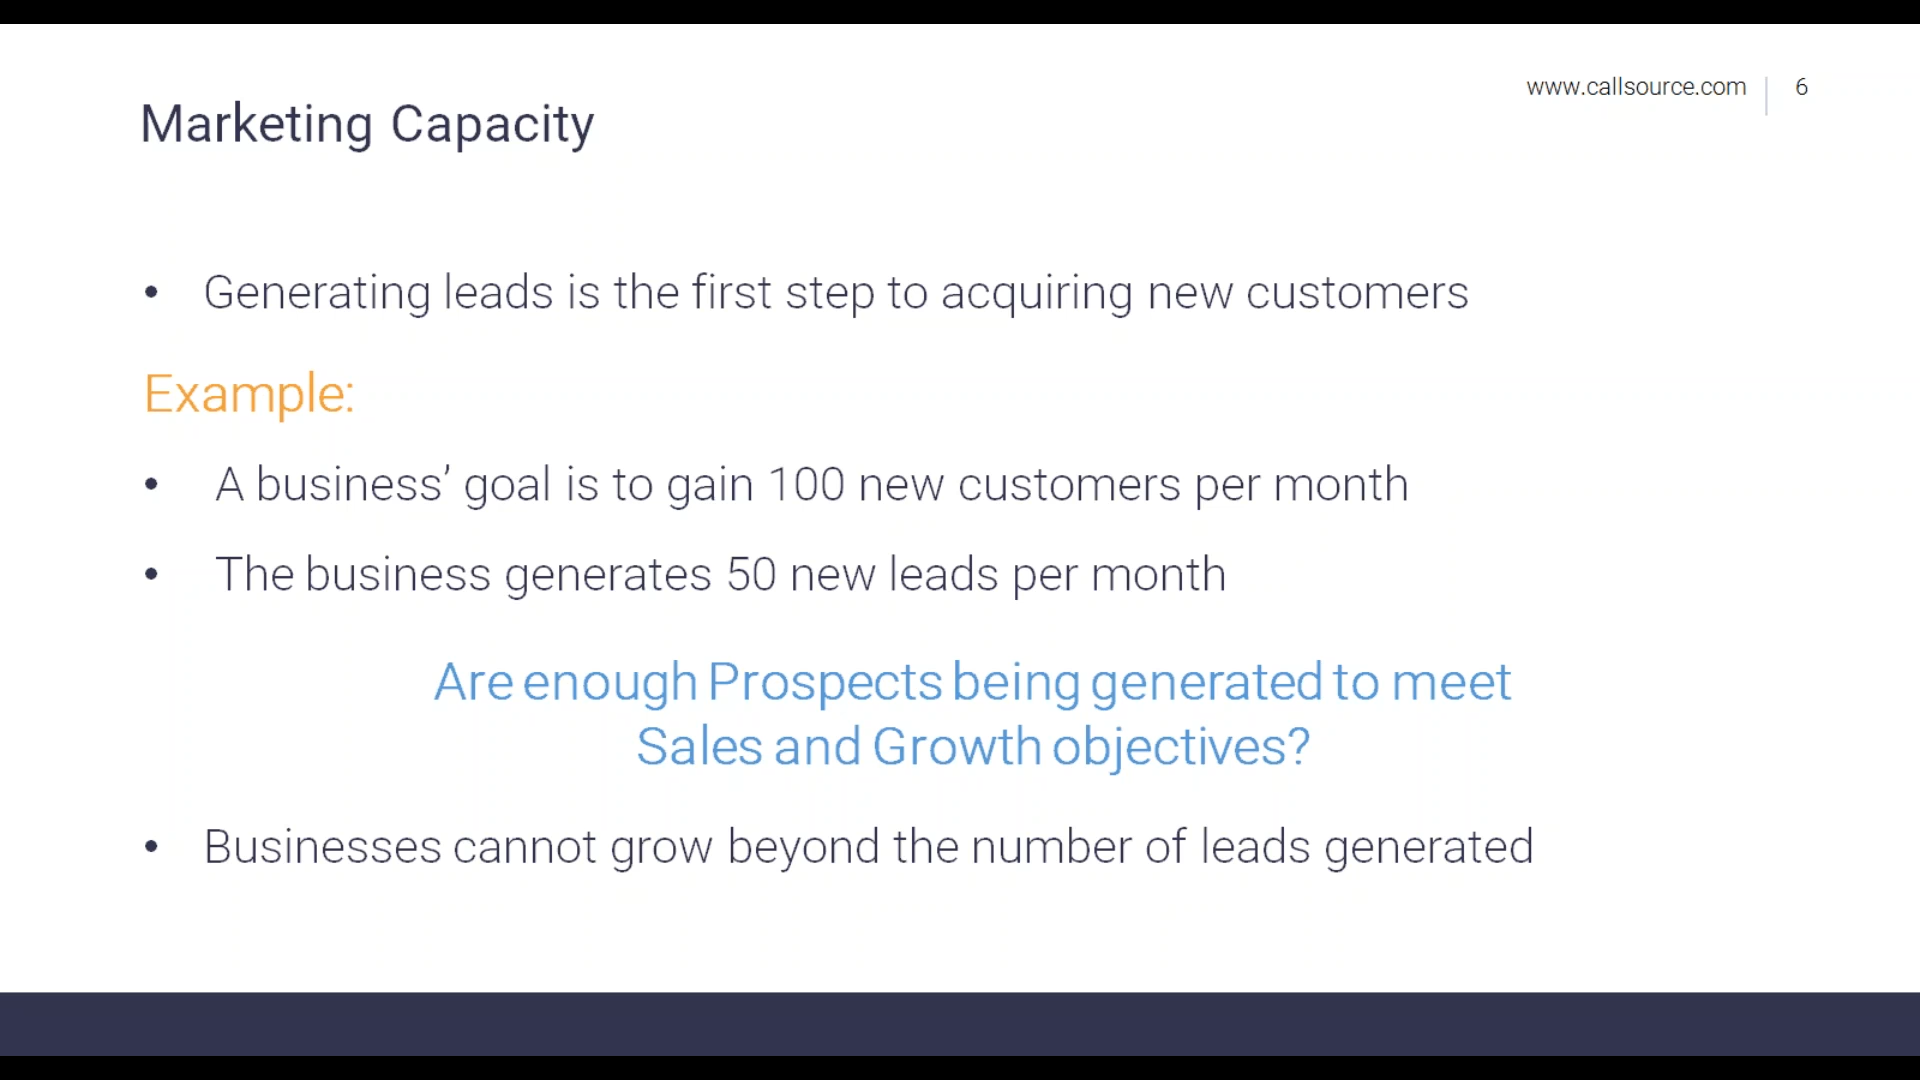 www.callsource.com 6
Marketing Capacity
• Generating leads is the first step to acquiring new customers
Example:
• A business’ goal is to gain 100 new customers per month
• The business generates 50 new leads per month
Are enough Prospects being generated to meet
Sales and Growth objectives?
• Businesses cannot grow beyond the number of leads generated